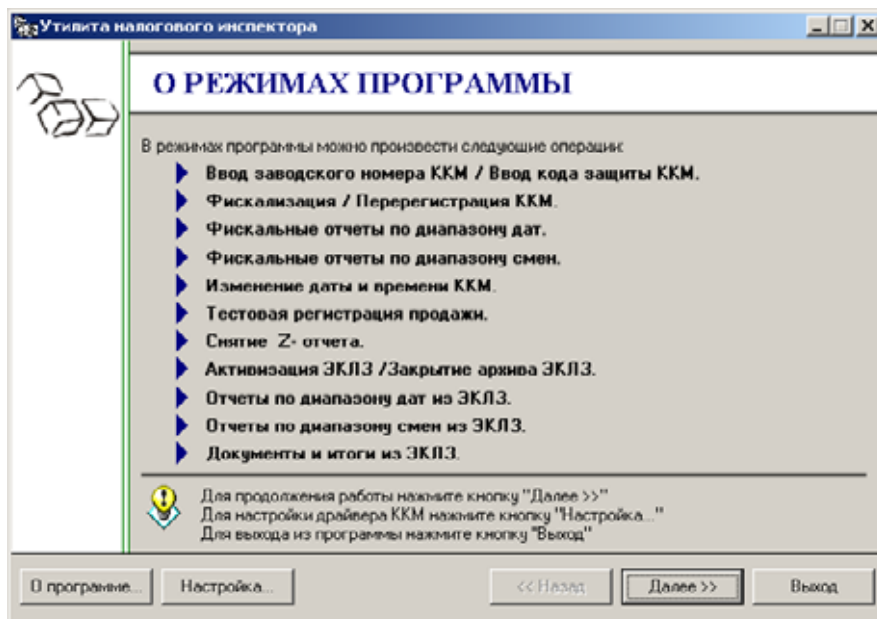 Утилита налогового инспектора
О РЕЖИМАХ ПРОГРАММЫ
В режимах программы можно произвести следующие операции:
Ввод заводского номера ККМ / Ввод кода защиты ККМ.
Фискализация / Перерегистрация ККМ.
Фискальные отчеты по диапазону дат.
Фискальные отчеты по диапазону смен.
Изменение даты и времени ККМ.
Тестовая регистрация продажи.
Снятие Z- отчета.
Активизация ЭКЛЗ /Закрытие архива ЭКЛЗ.
Отчеты по диапазону дат из ЭКЛЗ.
Отчеты по диапазону смен из ЭКЛЗ.
Документы и итоги из ЭКЛЗ.
Для продолжения работы нажмите кнопку "Далее >>"
Для настройки драйвера ККМ нажмите кнопку "Настройка..."
Для выхода из программы нажмите кнопку "Выход"
О программе... Настройка... << Назад Далее >> Выход